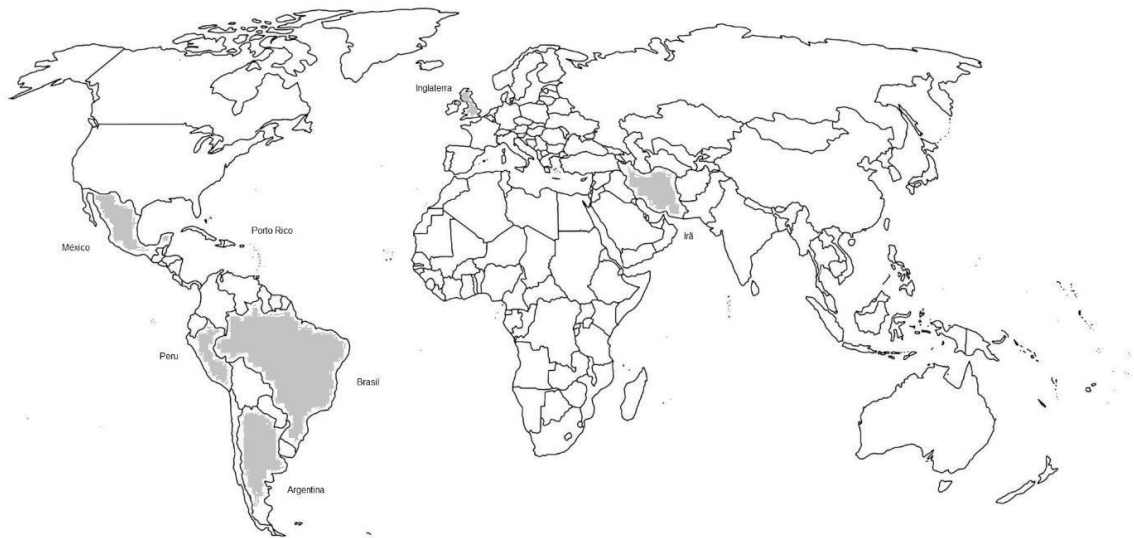 Inglaterra
Porto Rico
México
Irã
Peru
Brasil
Argentina